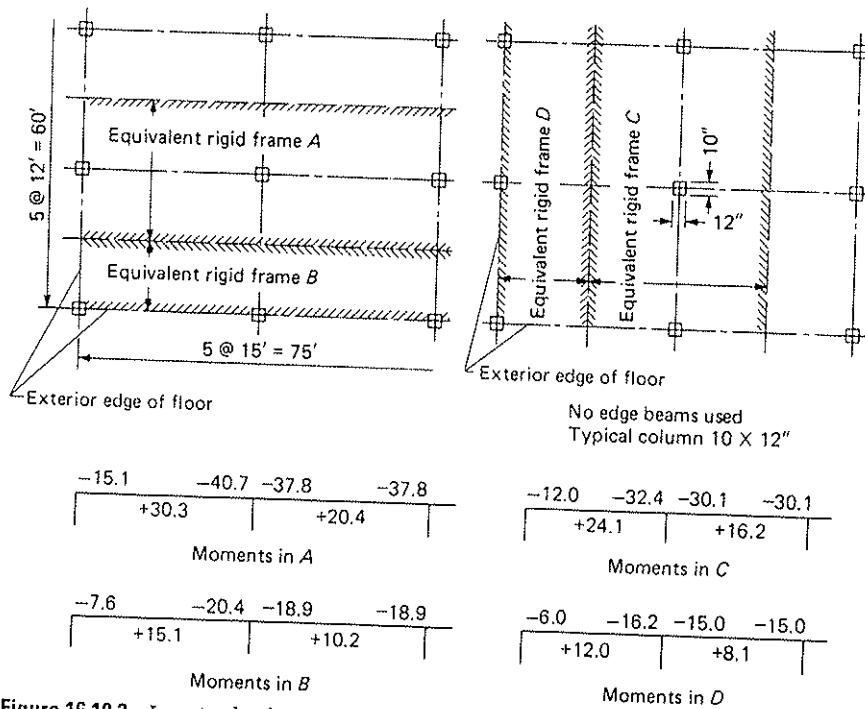 5 @ 12' = 60'
Equivalent rigid frame A
Equivalent rigid frame B
5 @ 15' = 75'
Exterior edge of floor
Equivalent rigid frame D
Equivalent rigid frame C
10"
12"
Exterior edge of floor
No edge beams used
Typical column 10 X 12"
−15.1 −40.7 −37.8 −37.8
+30.3 +20.4
Moments in A
−12.0 −32.4 −30.1 −30.1
+24.1 +16.2
Moments in C
−7.6 −20.4 −18.9 −18.9
+15.1 +10.2
Moments in B
−6.0 −16.2 −15.0 −15.0
+12.0 +8.1
Moments in D